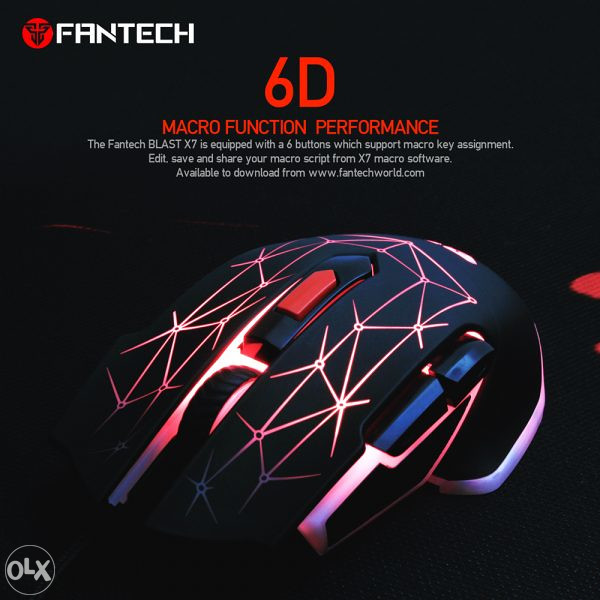 FANTECH
6D
MACRO FUNCTION PERFORMANCE
The Fantech BLAST X7 is equipped with a 6 buttons which support macro key assignment.
Edit. save and share your macro script from X7 macro software.
Available to download from www.fantechworld.com
OLX